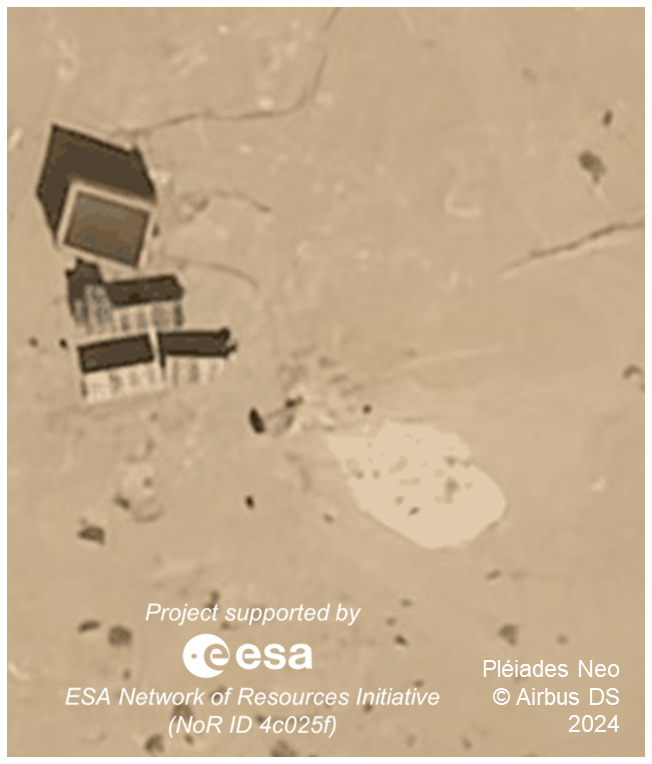 Project supported by
esa
ESA Network of Resources Initiative
(NoR ID 4c025f)
Pléiades Neo
© Airbus DS
2024